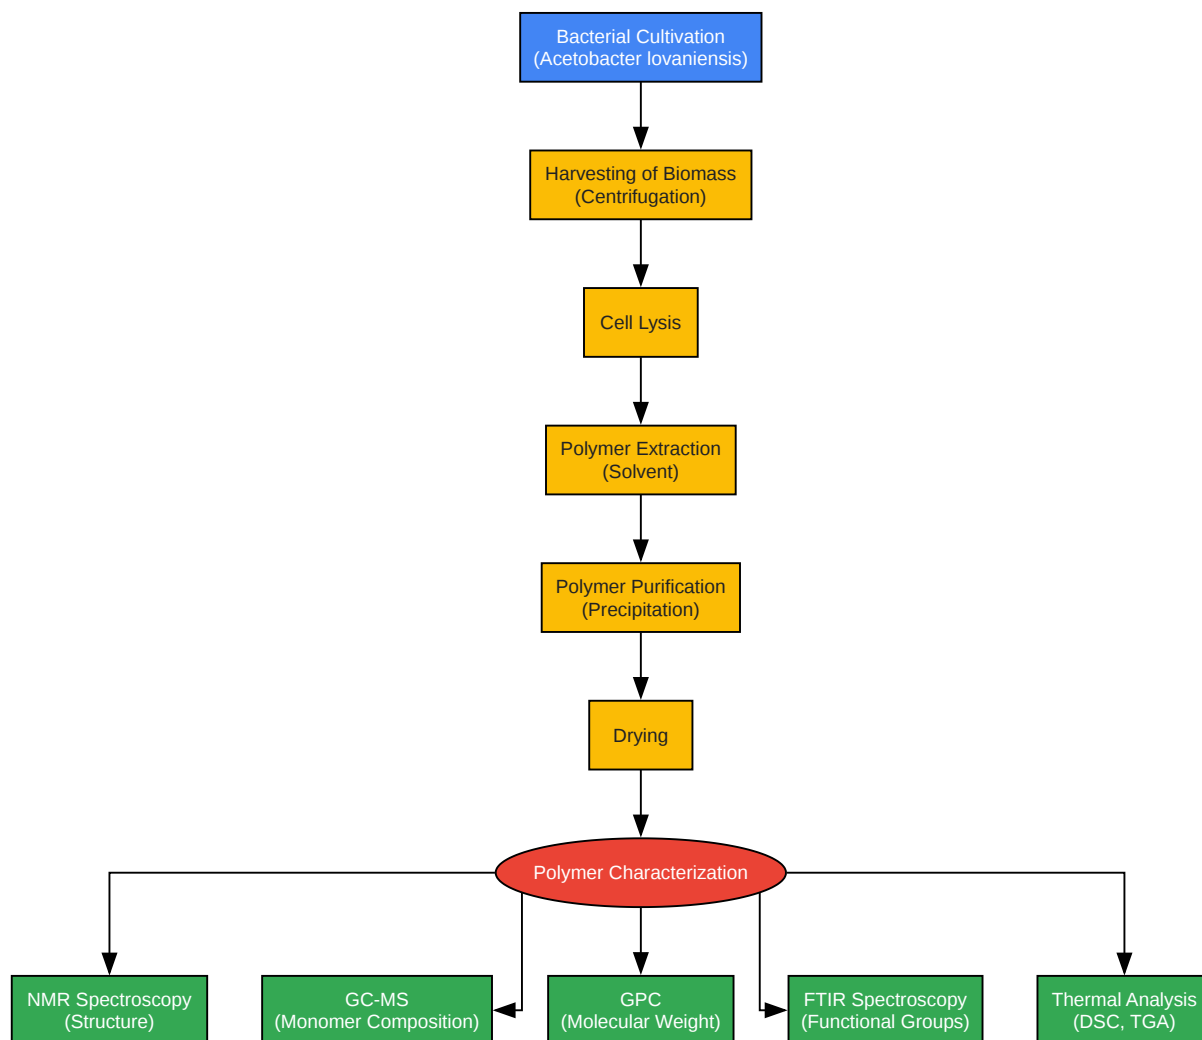 Bacterial Cultivation
(Acetobacter lovaniensis)
Harvesting of Biomass
(Centrifugation)
Cell Lysis
Polymer Extraction
(Solvent)
Polymer Purification
(Precipitation)
Drying
Polymer Characterization
NMR Spectroscopy
(Structure)
GC-MS
(Monomer Composition)
GPC
(Molecular Weight)
FTIR Spectroscopy
(Functional Groups)
Thermal Analysis
(DSC, TGA)